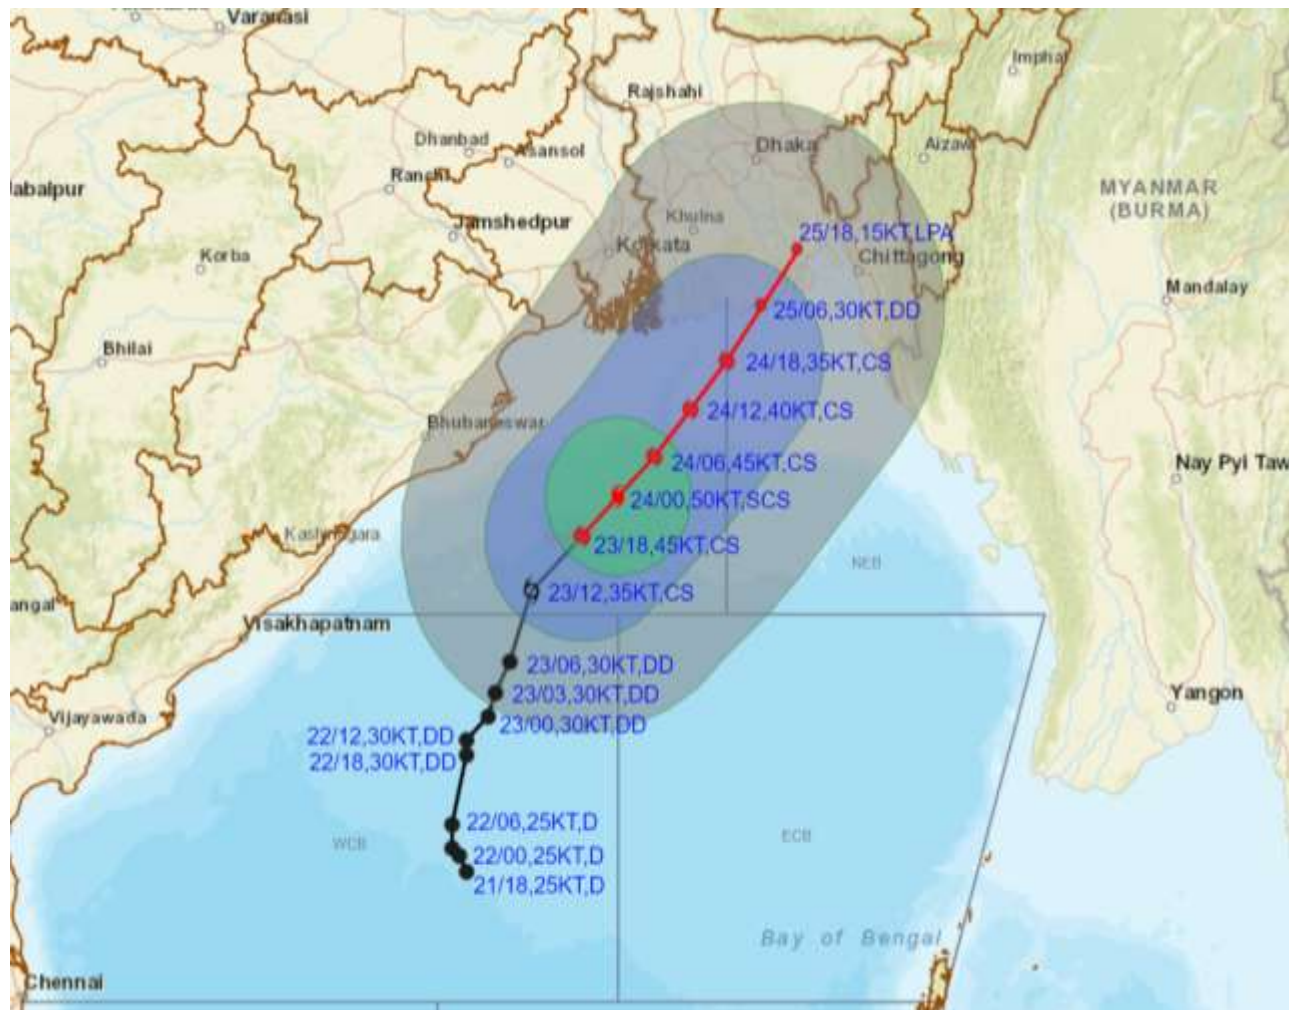 Varanasi
Imphal
Rajshahi
Dhanbad
Asansol
Dhaka
Aizawl
Ranchi
Jabalpur
MYANMAR
(BURMA)
Khulna
Jamshedpur
Kolkata
25/18,15KT,LPA
Korba
Chittagong
Mandalay
25/06,30KT,DD
Bhilai
24/18,35KT,CS
24/12,40KT,CS
Bhubaneswar
24/06,45KT,CS
Nay Pyi Taw
24/00,50KT,SCS
23/18,45KT,CS
NEB
23/12,35KT,CS
angal
Visakhapatnam
23/06,30KT,DD
23/03,30KT,DD
Yangon
Vijayawada
23/00,30KT,DD
22/12,30KT,DD
22/18,30KT,DD
22/06,25KT,D
WCB
ECB
22/00,25KT,D
21/18,25KT,D
Bay of Bengal
Chennai